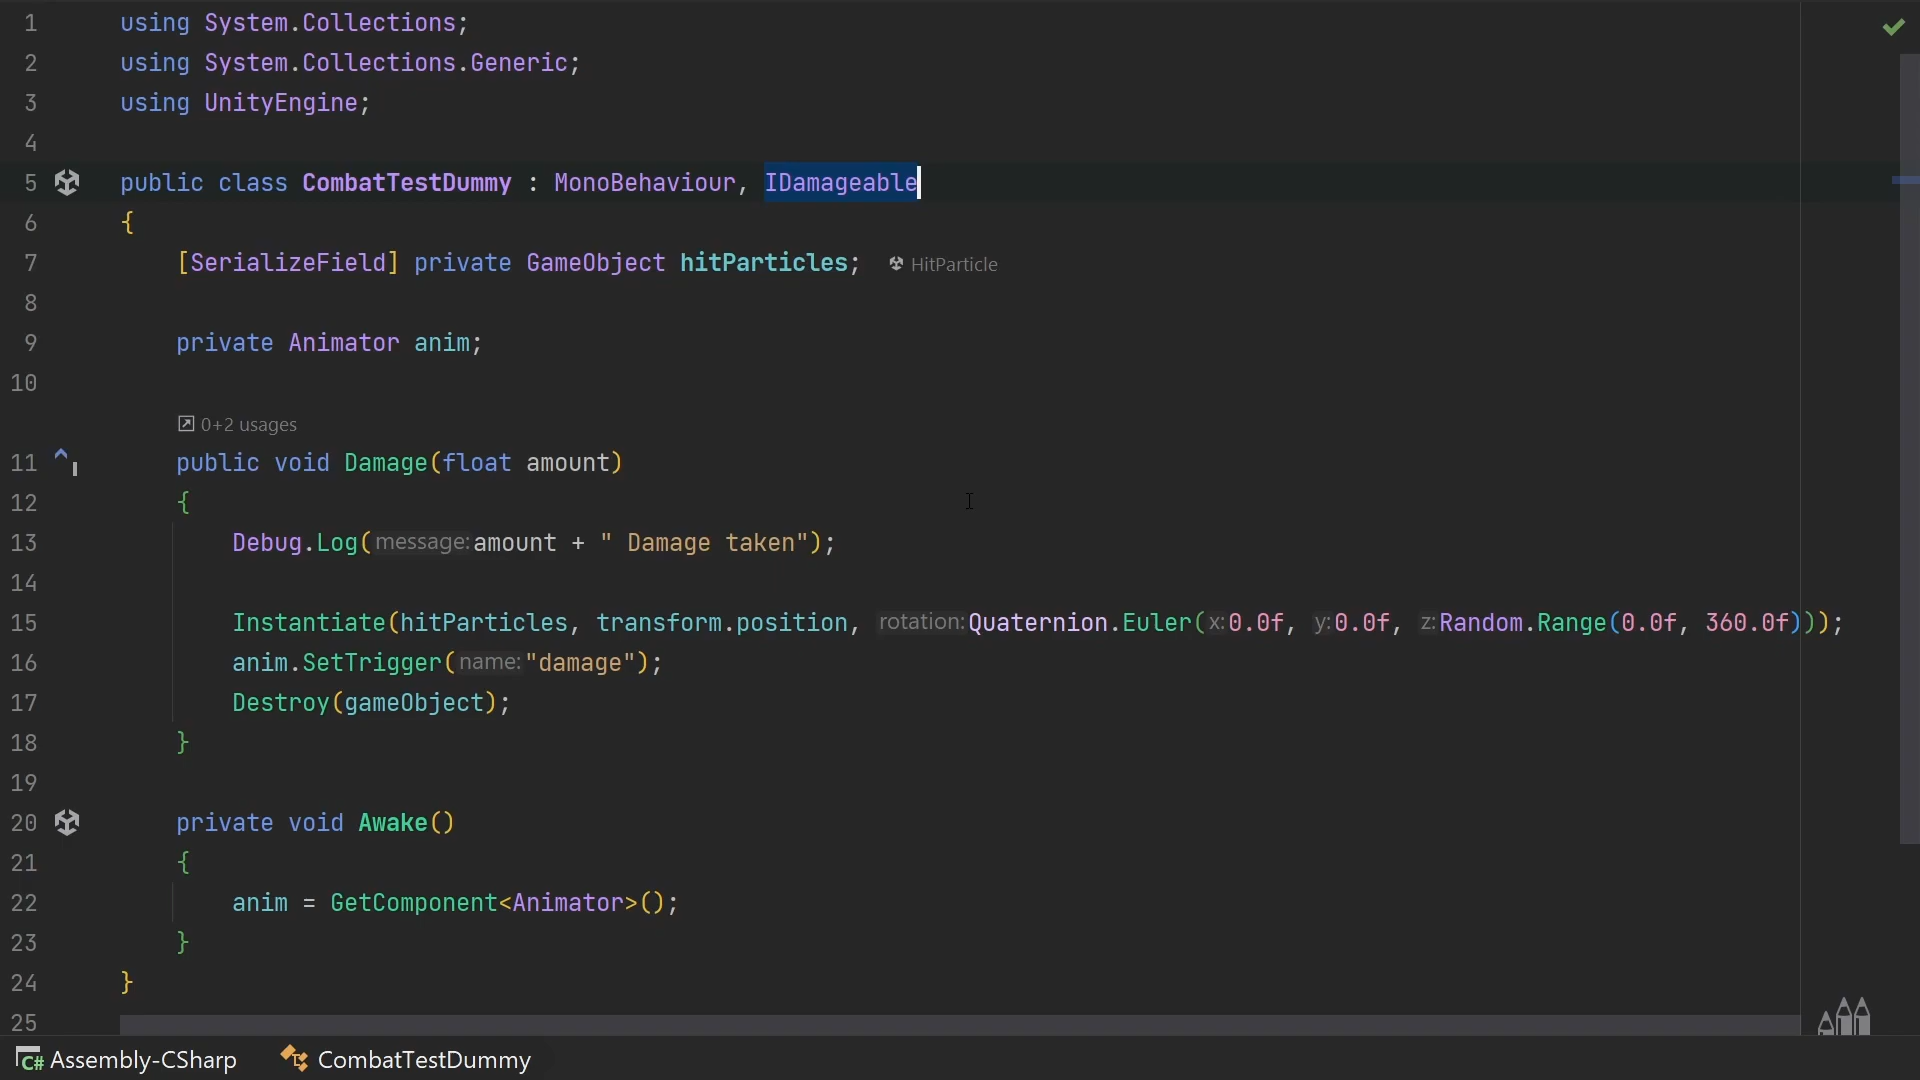 1 using System.Collections;
2 using System.Collections.Generic;
3 using UnityEngine;
4
5 public class CombatTestDummy : MonoBehaviour, IDamageable
6 {
7 [SerializeField] private GameObject hitParticles; HitParticle
8
9 private Animator anim;
10
0+2 usages
11 public void Damage(float amount)
12 {
13 Debug.Log(message:amount + " Damage taken");
14
15 Instantiate(hitParticles, transform.position, rotation:Quaternion.Euler(x:0.0f, y:0.0f, z:Random.Range(0.0f, 360.0f)));
16 anim.SetTrigger(name:"damage");
17 Destroy(gameObject);
18 }
19
20 private void Awake()
21 {
22 anim = GetComponent<Animator>();
23 }
24 }
25
C# Assembly-CSharp CombatTestDummy